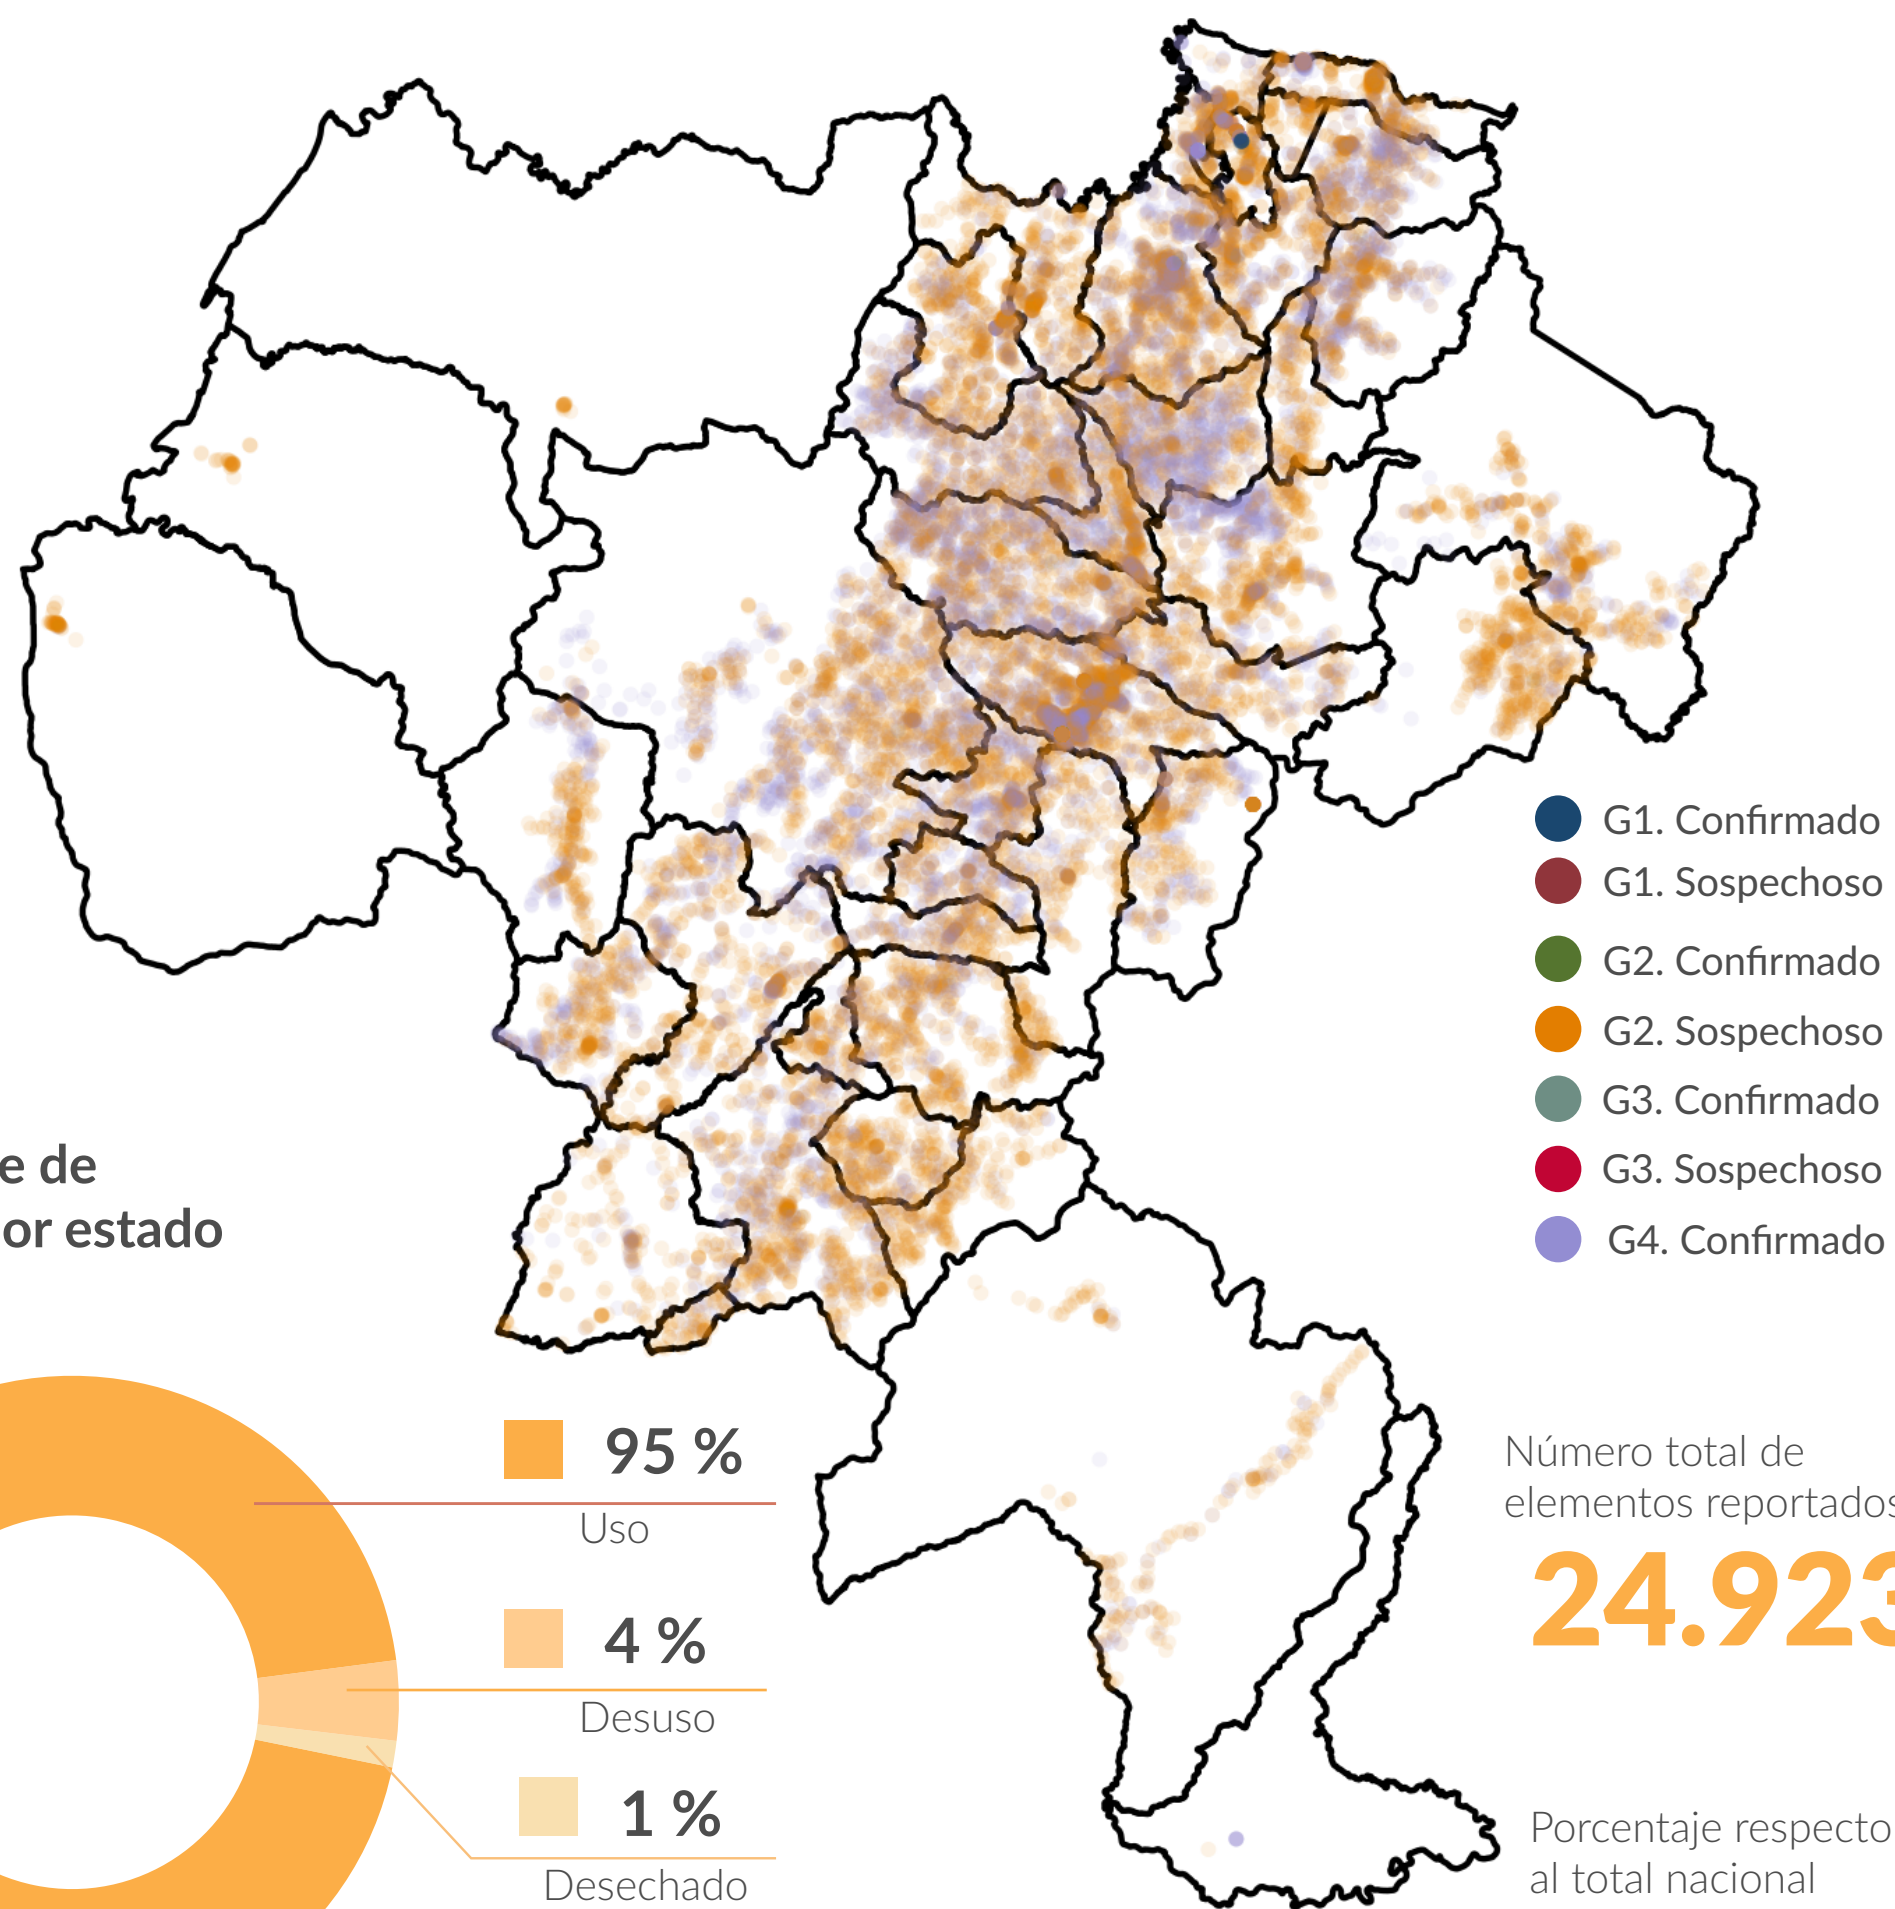 G1. Confirmado
G1. Sospechoso
G2. Confirmado
G2. Sospechoso
G3. Confirmado
G3. Sospechoso
G4. Confirmado
e de
or estado
95 %
Uso
4 %
Desuso
1 %
Desechado
Número total de
elementos reportados
24.923
Porcentaje respecto
al total nacional